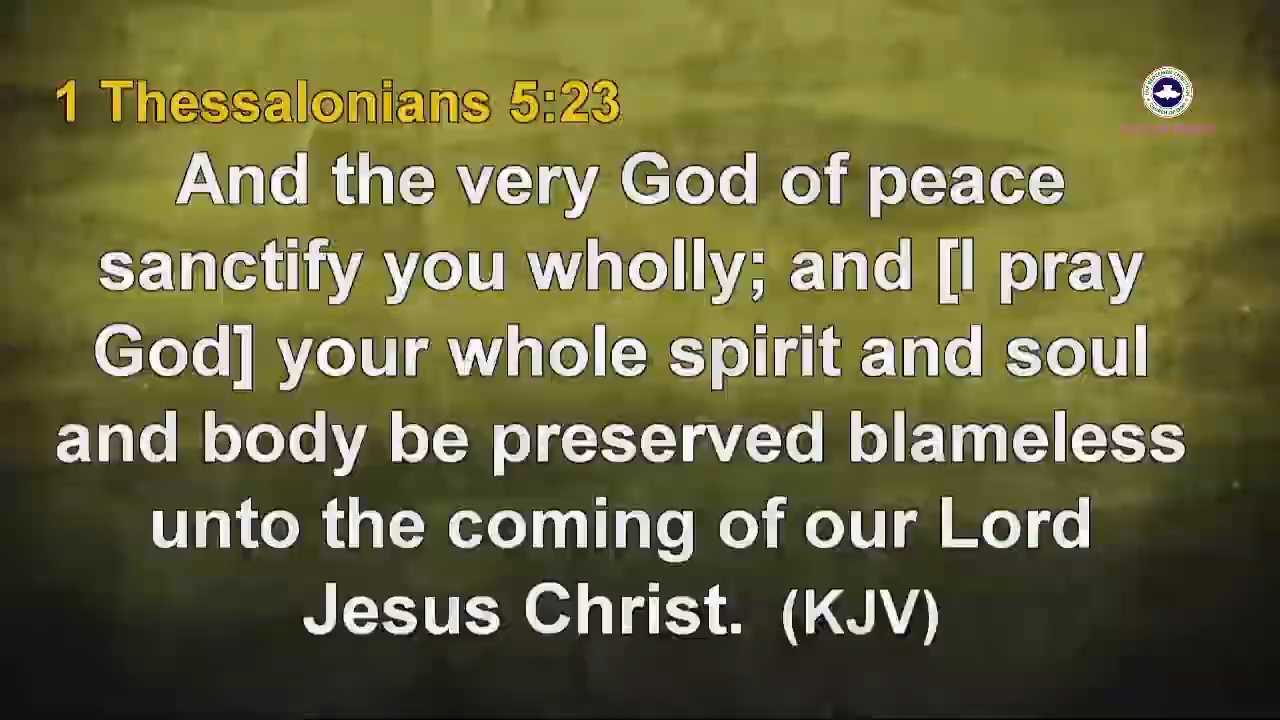 1 Thessalonians 5:23
And the very God of peace
sanctify you wholly; and [I pray
God] your whole spirit and soul
and body be preserved blameless
unto the coming of our Lord
Jesus Christ. (KJV)